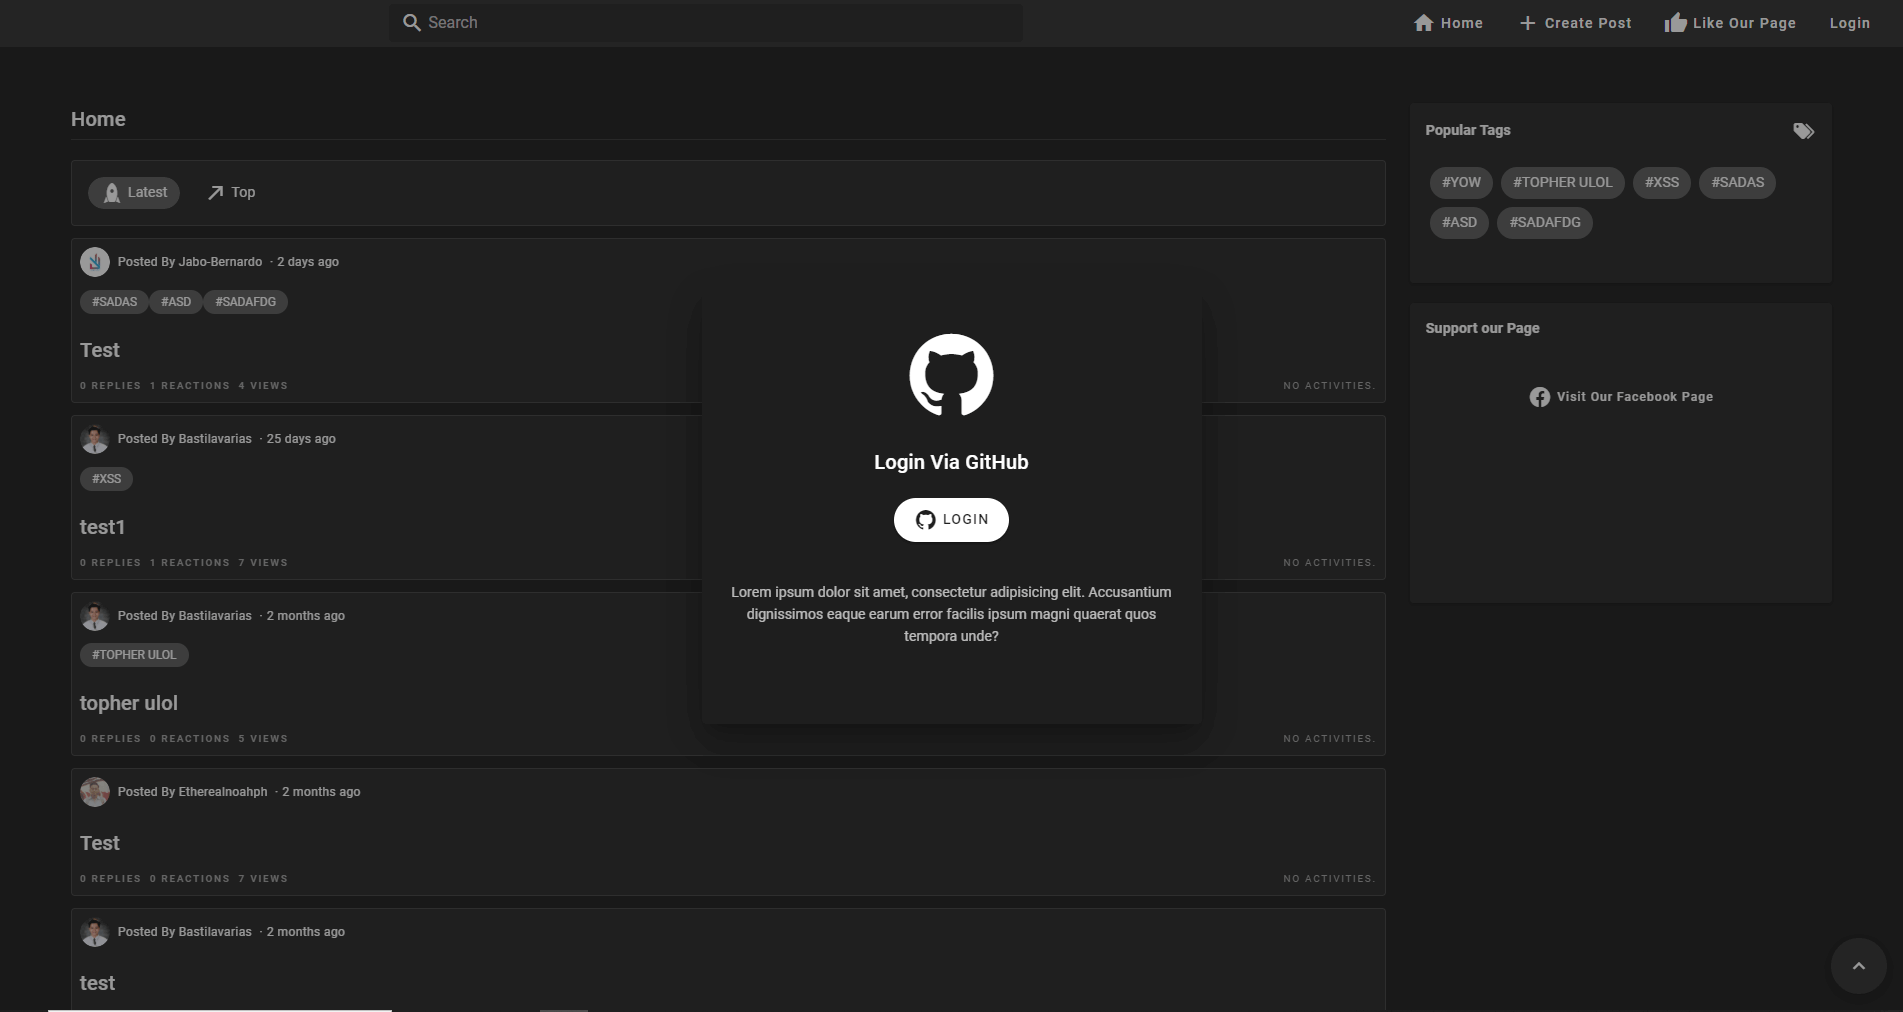 Search
Home
Create Post
Like Our Page
Login
Home
Latest
Top
Posted By Jabo-Bernardo · 2 days ago
#SADAS #ASD #SADAFDG
Test
0 REPLIES 1 REACTIONS 4 VIEWS
NO ACTIVITIES.
Posted By Bastilavarias · 25 days ago
#XSS
test1
0 REPLIES 1 REACTIONS 7 VIEWS
NO ACTIVITIES.
Posted By Bastilavarias · 2 months ago
#TOPHER ULOL
topher ulol
0 REPLIES 0 REACTIONS 5 VIEWS
NO ACTIVITIES.
Posted By Etherealnoahph · 2 months ago
Test
0 REPLIES 0 REACTIONS 7 VIEWS
NO ACTIVITIES.
Posted By Bastilavarias · 2 months ago
test
Login Via GitHub
LOGIN
Lorem ipsum dolor sit amet, consectetur adipisicing elit. Accusantium
dignissimos eaque earum error facilis ipsum magni quaerat quos
tempora unde?
Popular Tags
#YOW #TOPHER ULOL #XSS #SADAS
#ASD #SADAFDG
Support our Page
Visit Our Facebook Page